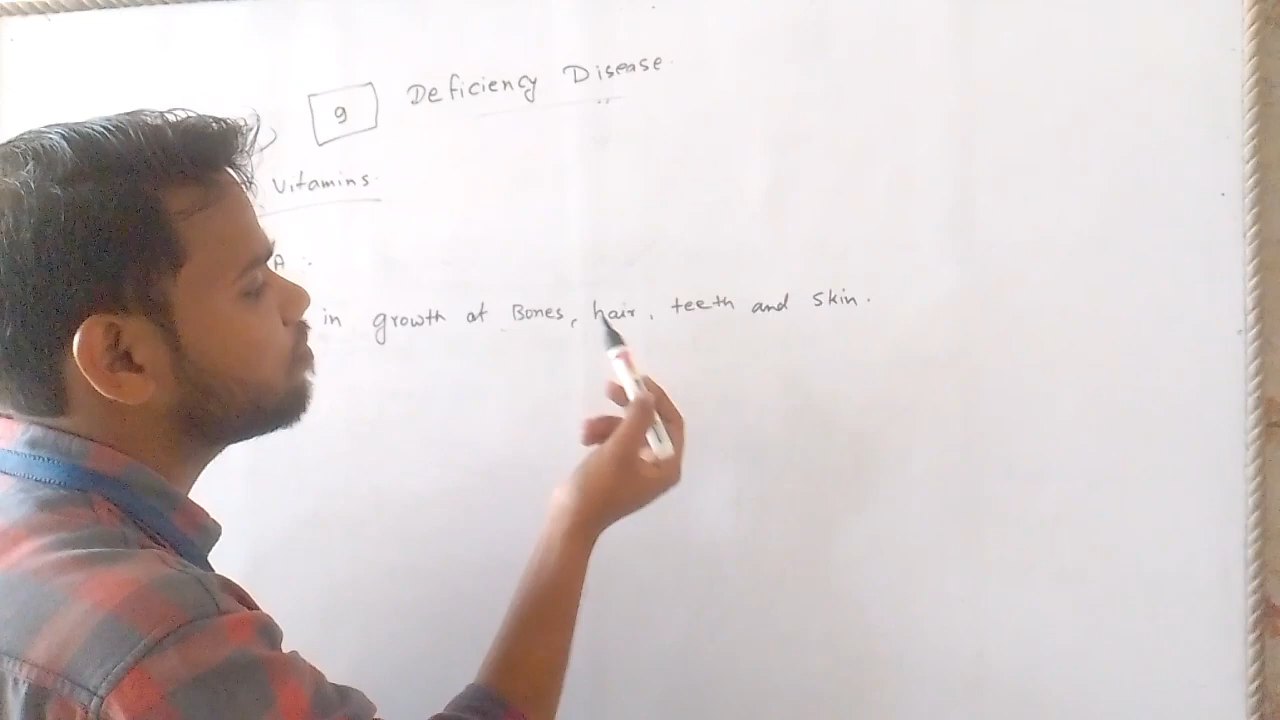 9 Deficiency Disease
Vitamins
A :
in growth of Bones, hair, teeth and skin.